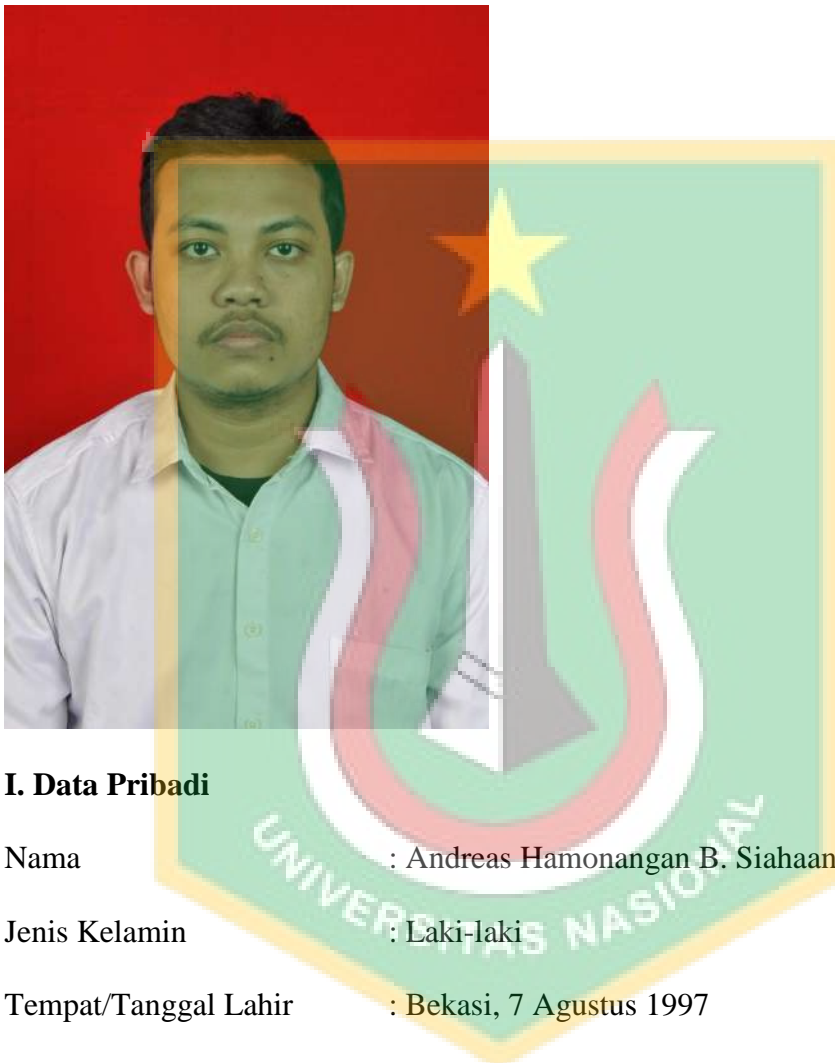 I. Data Pribadi
Nama : Andreas Hamonangan B. Siahaan
Jenis Kelamin : Laki-laki
Tempat/Tanggal Lahir : Bekasi, 7 Agustus 1997
UNIVERSITAS NASIONAL